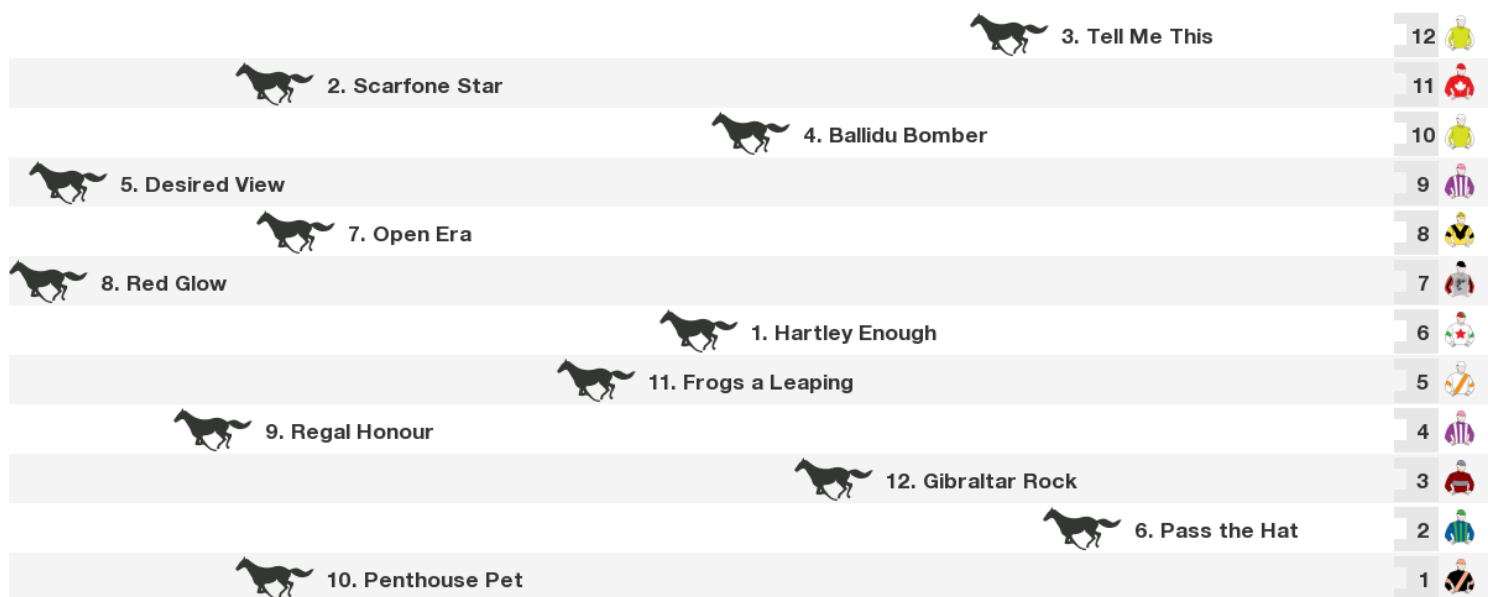 3. Tell Me This 12
2. Scarfone Star 11
4. Ballidu Bomber 10
5. Desired View 9
7. Open Era 8
8. Red Glow 7
1. Hartley Enough 6
11. Frogs a Leaping 5
9. Regal Honour 4
12. Gibraltar Rock 3
6. Pass the Hat 2
10. Penthouse Pet 1